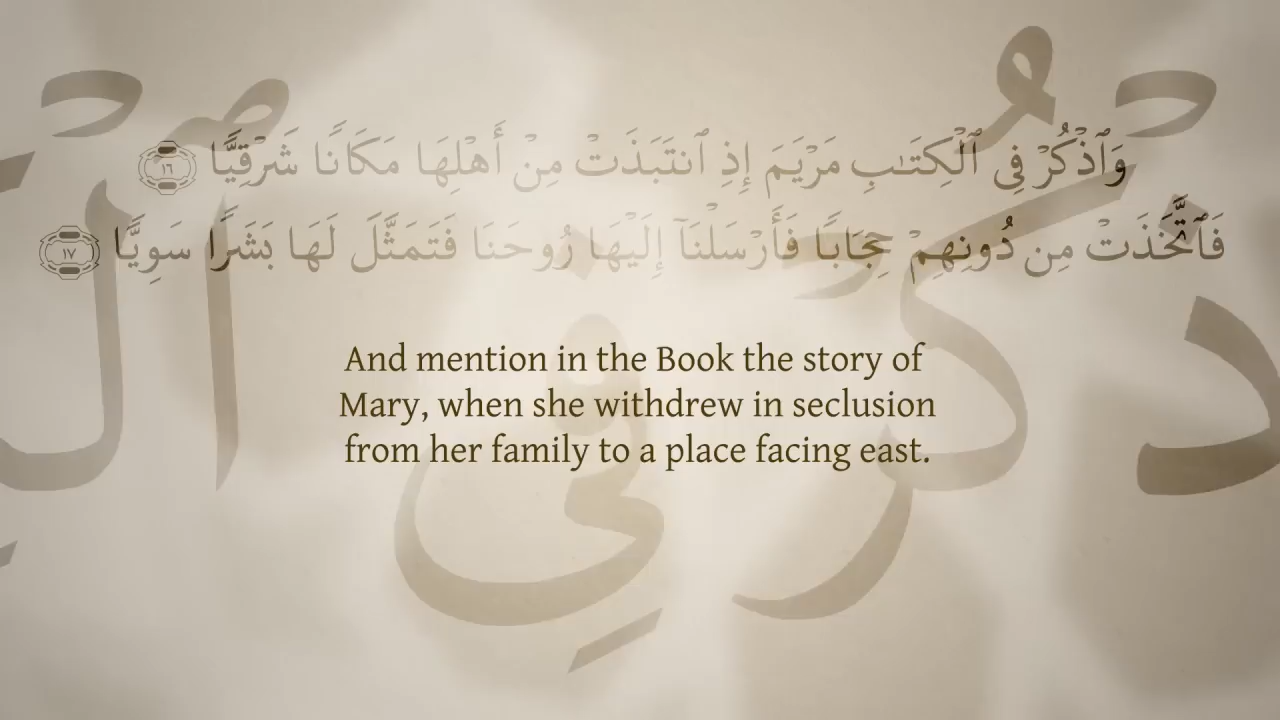 وَٱذْكُرْ فِى ٱلْكِتَـٰبِ مَرْيَمَ إِذِ ٱنتَبَذَتْ مِنْ أَهْلِهَا مَكَانًا شَرْقِيًّا ١٦
فَٱتَّخَذَتْ مِن دُونِهِمْ حِجَابًا فَأَرْسَلْنَآ إِلَيْهَا رُوحَنَا فَتَمَثَّلَ لَهَا بَشَرًا سَوِيًّا ١٧
And mention in the Book the story of
Mary, when she withdrew in seclusion
from her family to a place facing east.